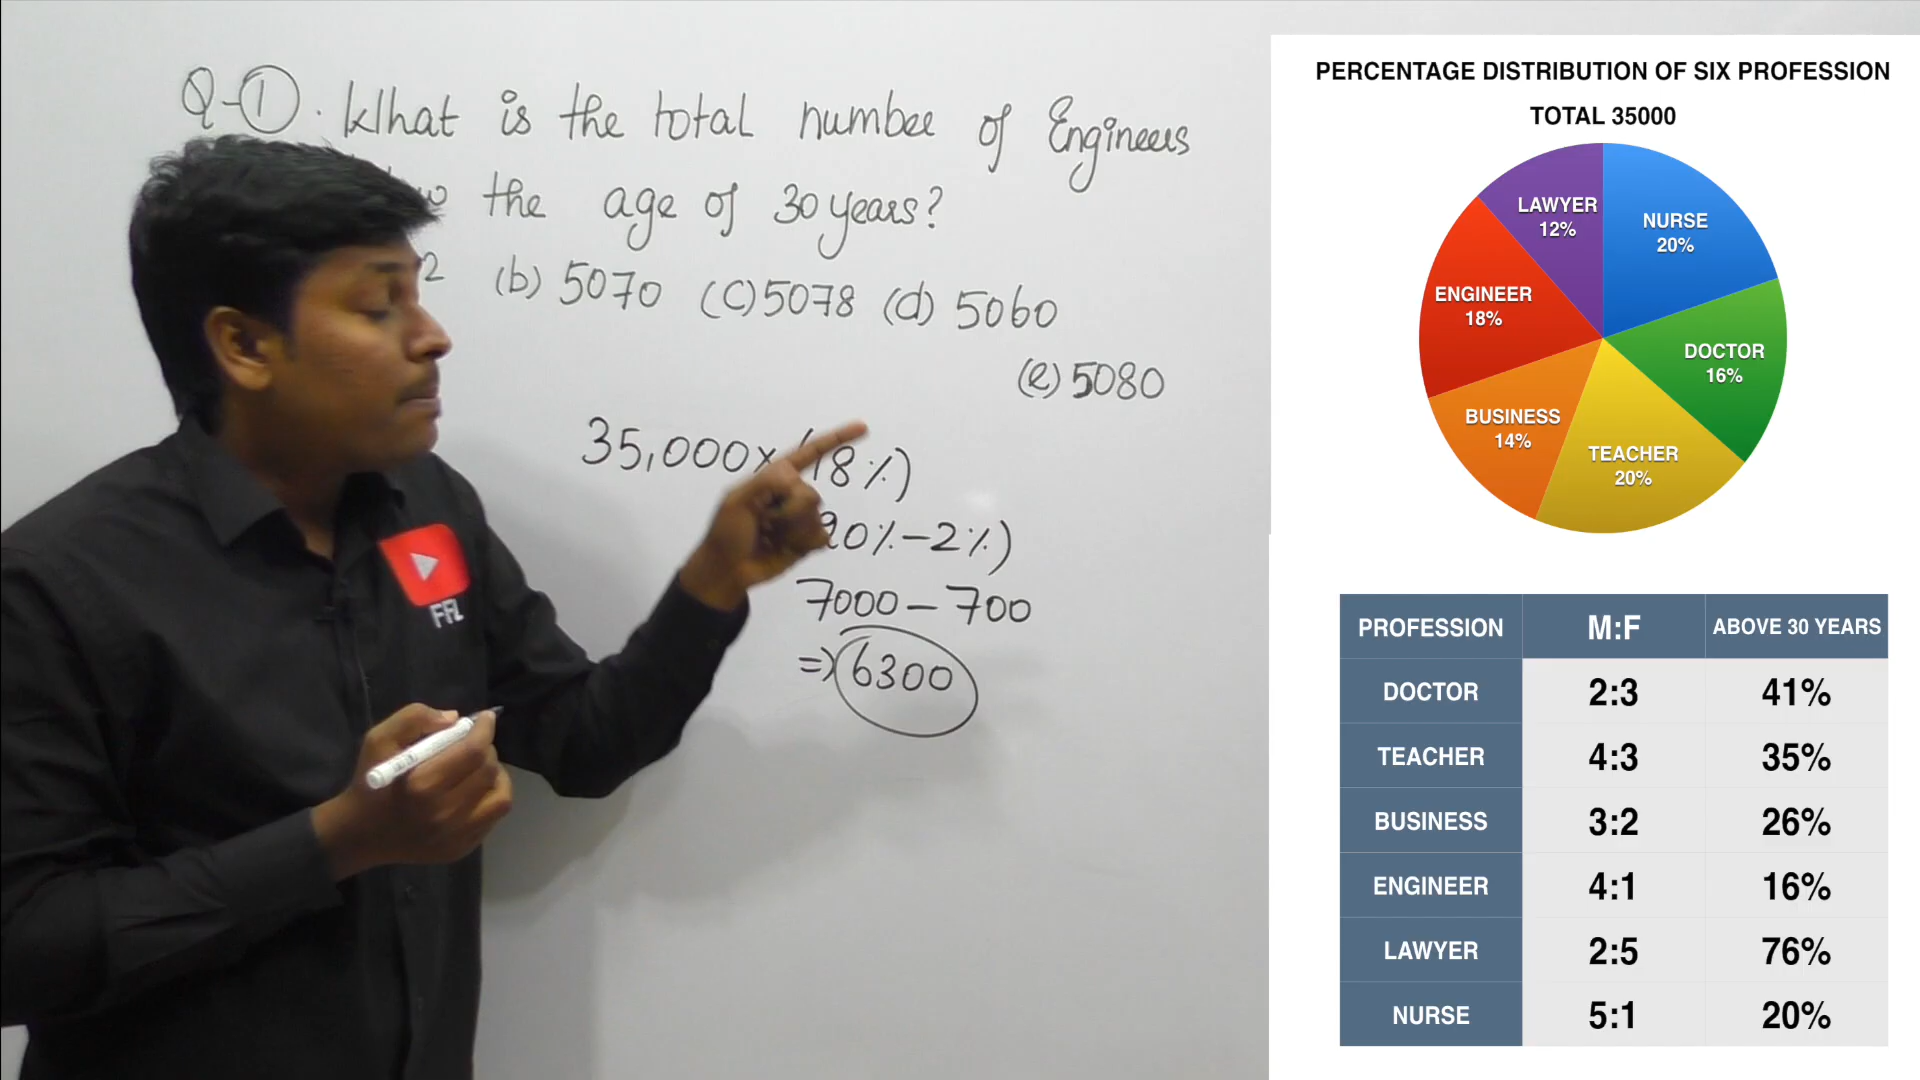 Q-① . What is the total number of Engineers
the age of 30 years?
2 (b) 5070 (C) 5078 (d) 5060
(e) 5080
35,000x (18%)
20%-2%)
7000-700
=> 6300
FFL
PERCENTAGE DISTRIBUTION OF SIX PROFESSION
TOTAL 35000
LAWYER
12%
NURSE
20%
ENGINEER
18%
DOCTOR
16%
BUSINESS
14%
TEACHER
20%
PROFESSION M:F ABOVE 30 YEARS
DOCTOR 2:3 41%
TEACHER 4:3 35%
BUSINESS 3:2 26%
ENGINEER 4:1 16%
LAWYER 2:5 76%
NURSE 5:1 20%